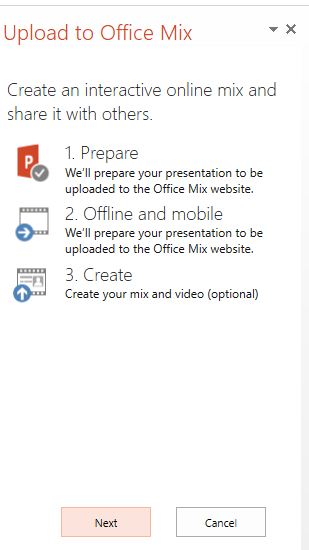 Upload to Office Mix
Create an interactive online mix and
share it with others.
P
1. Prepare
We'll prepare your presentation to be
uploaded to the Office Mix website.
2. Offline and mobile
We'll prepare your presentation to be
uploaded to the Office Mix website.
3. Create
Create your mix and video (optional)
Next
Cancel